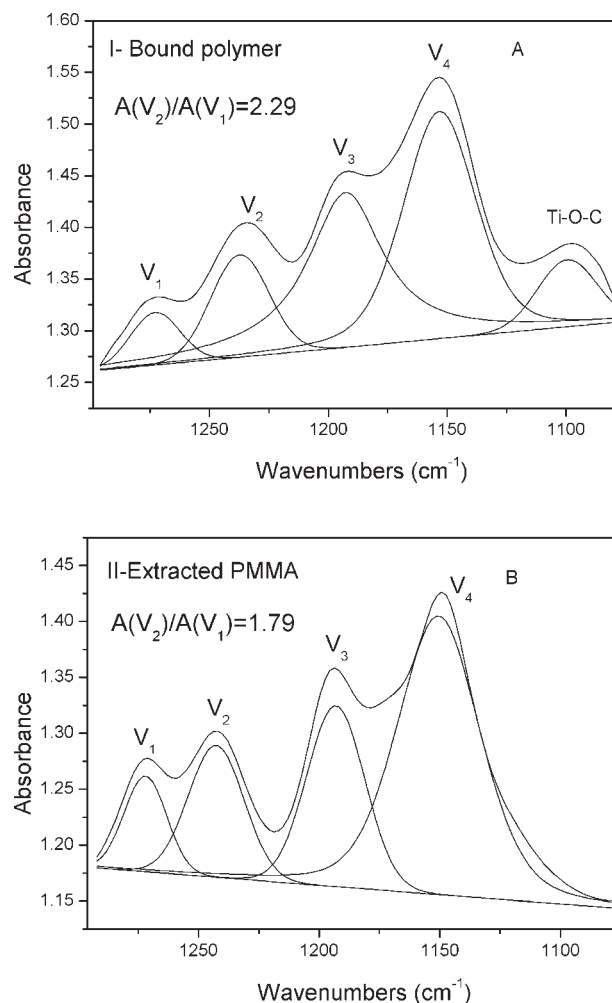 I- Bound polymer
A
A(V₂)/A(V₁)=2.29
V₁
V₂
V₃
V₄
Ti-O-C
Absorbance
1.60
1.55
1.50
1.45
1.40
1.35
1.30
1.25
1250
1200
1150
1100
Wavenumbers (cm⁻¹)
II-Extracted PMMA
B
A(V₂)/A(V₁)=1.79
V₁
V₂
V₃
V₄
Absorbance
1.45
1.40
1.35
1.30
1.25
1.20
1.15
1250
1200
1150
1100
Wavenumbers (cm⁻¹)